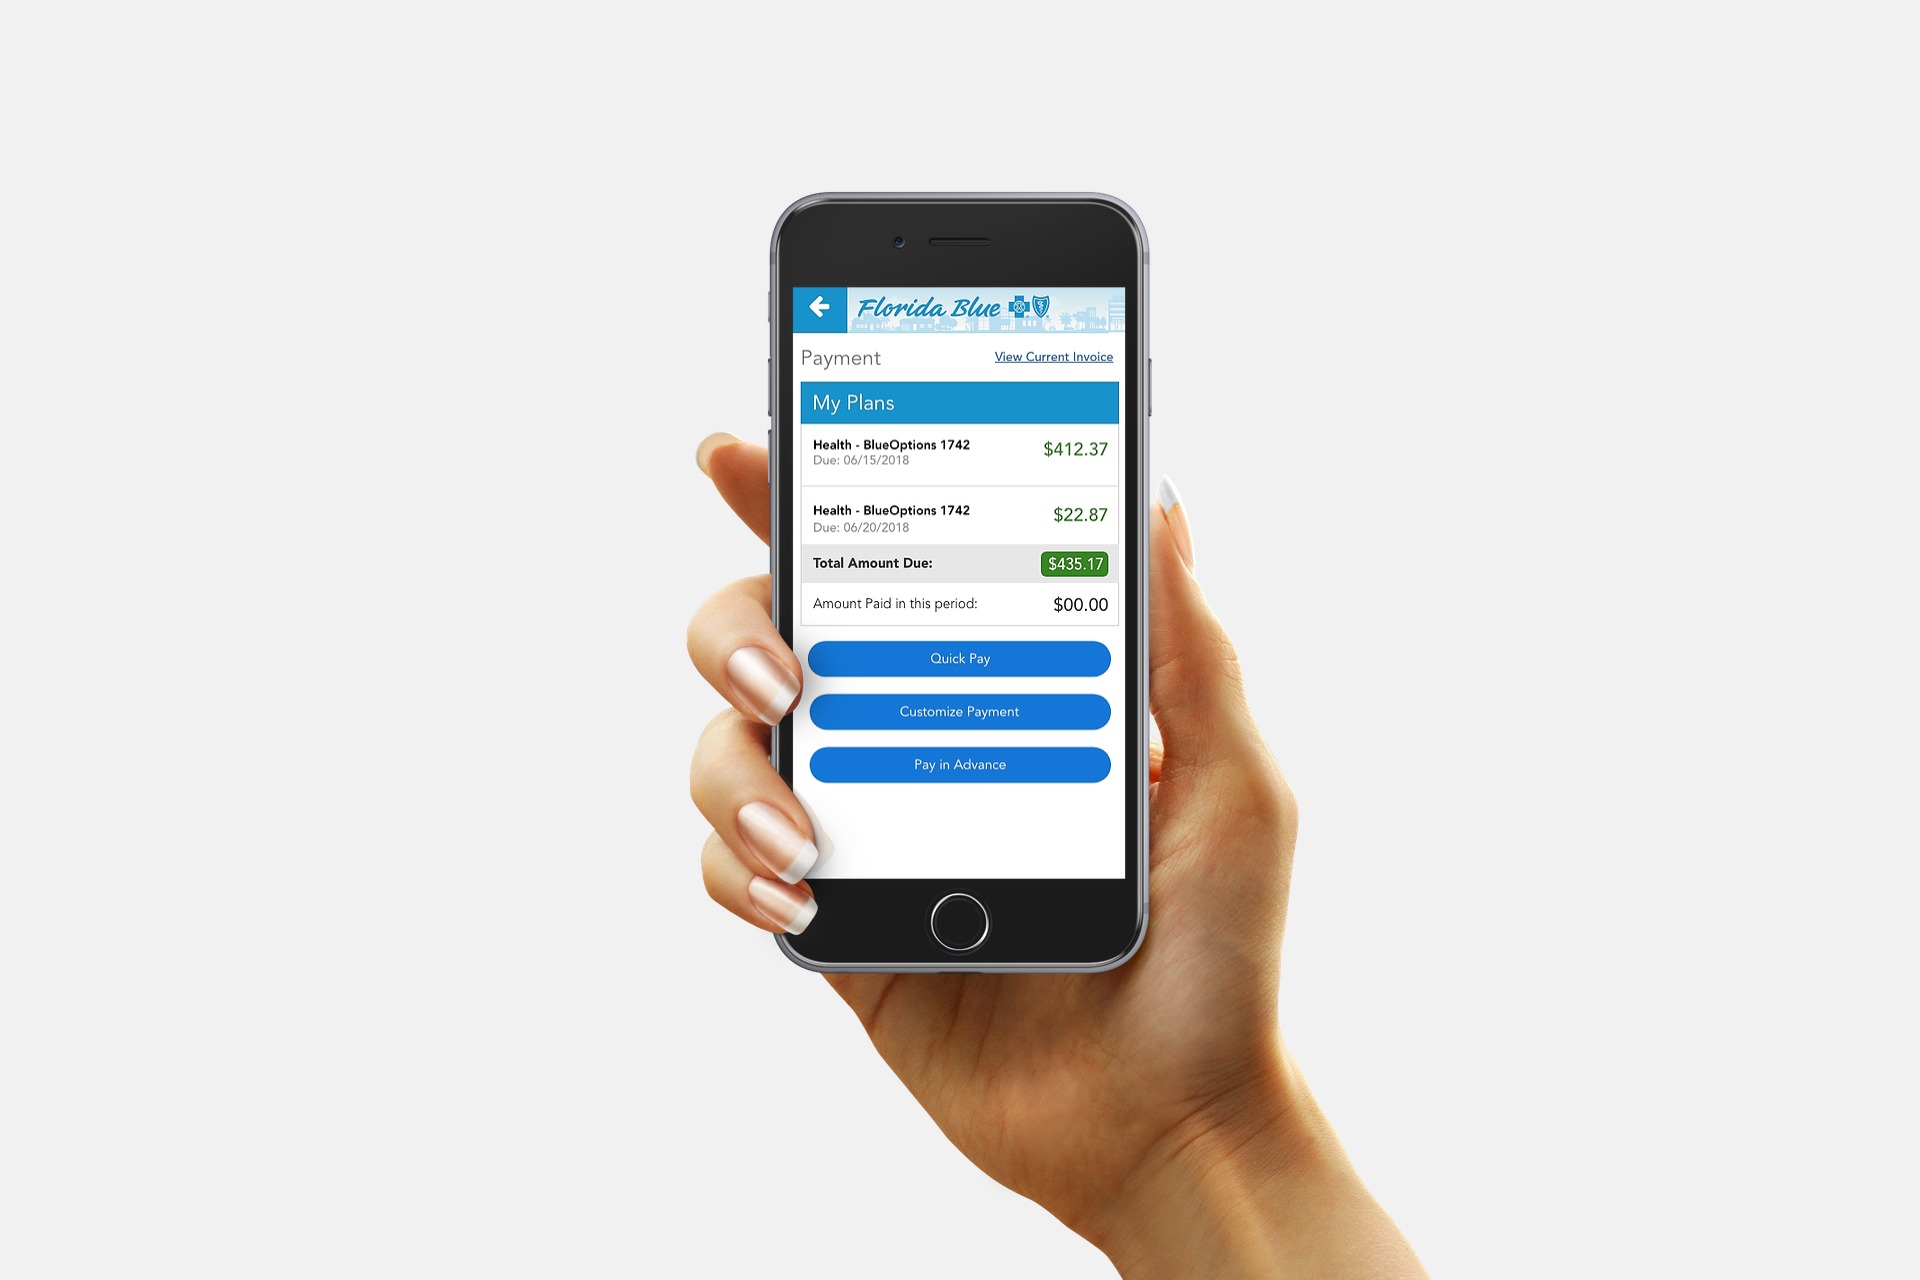 Florida Blue
Payment
View Current Invoice
My Plans
Health - BlueOptions 1742
$412.37
Due: 06/15/2018
Health - BlueOptions 1742
$22.87
Due: 06/20/2018
Total Amount Due:
$435.17
Amount Paid in this period:
$00.00
Quick Pay
Customize Payment
Pay in Advance